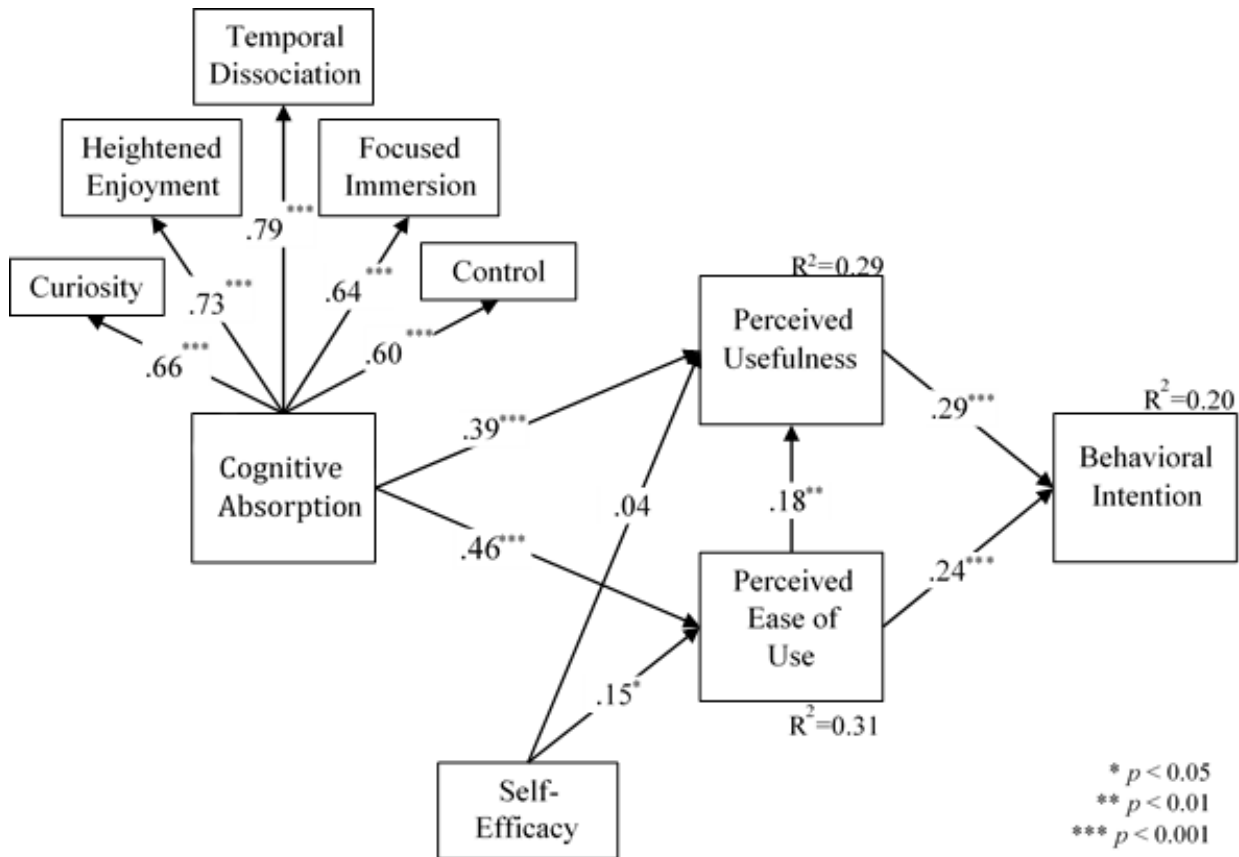 Temporal
Dissociation
Heightened
Enjoyment
Focused
Immersion
Curiosity
Control
.66***
.73***
.79***
.64***
.60***
Cognitive
Absorption
.39***
.46***
.04
.15*
Self-
Efficacy
R²=0.29
Perceived
Usefulness
.18**
Perceived
Ease of
Use
R²=0.31
.29***
.24***
R²=0.20
Behavioral
Intention
* p < 0.05
** p < 0.01
*** p < 0.001